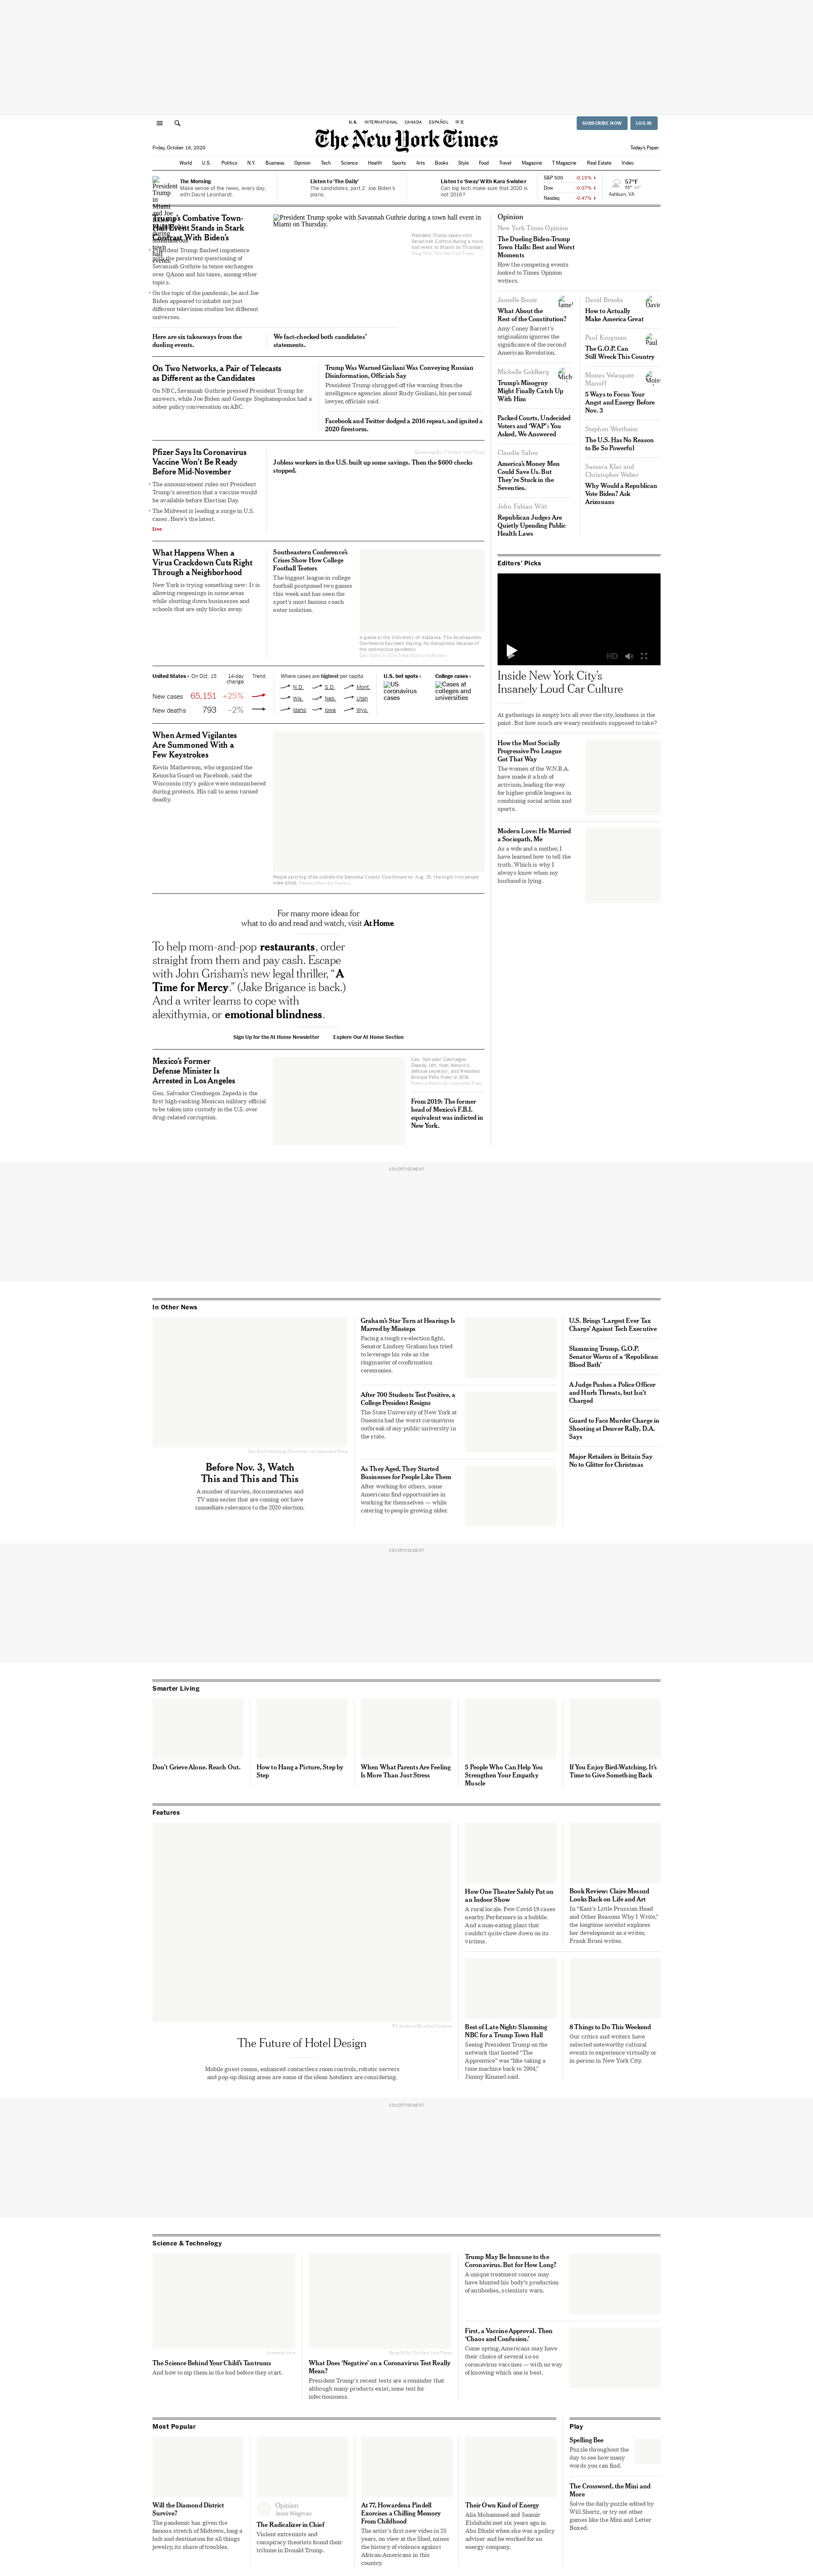 U.S.
INTERNATIONAL
CANADA
ESPAÑOL
中文
SUBSCRIBE NOW
LOG IN
The New York Times
Friday, October 16, 2020
Today's Paper
World
U.S.
Politics
N.Y.
Business
Opinion
Tech
Science
Health
Sports
Arts
Books
Style
Food
Travel
Magazine
T Magazine
Real Estate
Video
The Morning
Make sense of the news, every day,
with David Leonhardt.
Listen to 'The Daily'
The candidates, part 2: Joe Biden's
plans.
Listen to 'Sway' With Kara Swisher
Can big tech make sure that 2020 is
not 2016?
S&P 500 -0.15% ↓
Dow -0.07% ↓
Nasdaq -0.47% ↓
57°F
Ashburn, VA
President
Trump
in
Miami
and Joe
Trump's Combative Town-
Hall Event Stands in Stark
Contrast With Biden's
President Trump flashed impatience
with the persistent questioning of
Savannah Guthrie in tense exchanges
over QAnon and his taxes, among other
topics.
On the topic of the pandemic, he and Joe
Biden appeared to inhabit not just
different television studios but different
universes.
President Trump spoke with Savannah Guthrie during a town hall event in
Miami on Thursday.
President Trump spoke with
Savannah Guthrie during a town
hall event in Miami on Thursday.
Doug Mills/The New York Times
Here are six takeaways from the
dueling events.
We fact-checked both candidates'
statements.
On Two Networks, a Pair of Telecasts
as Different as the Candidates
On NBC, Savannah Guthrie pressed President Trump for
answers, while Joe Biden and George Stephanopoulos had a
sober policy conversation on ABC.
Trump Was Warned Giuliani Was Conveying Russian
Disinformation, Officials Say
President Trump shrugged off the warning from the
intelligence agencies about Rudy Giuliani, his personal
lawyer, officials said.
Facebook and Twitter dodged a 2016 repeat, and ignited a
2020 firestorm.
Pfizer Says Its Coronavirus
Vaccine Won't Be Ready
Before Mid-November
The announcement rules out President
Trump's assertion that a vaccine would
be available before Election Day.
The Midwest is leading a surge in U.S.
cases. Here's the latest.
Live
Jobless workers in the U.S. built up some savings. Then the $600 checks
stopped.
What Happens When a
Virus Crackdown Cuts Right
Through a Neighborhood
New York is trying something new: It is
allowing reopenings in some areas
while shutting down businesses and
schools that are only blocks away.
Southeastern Conference's
Crises Show How College
Football Teeters
The biggest league in college
football postponed two games
this week and has seen the
sport's most famous coach
enter isolation.
A game at the University of Alabama. The Southeastern
Conference has been bracing for disruptions because of
the coronavirus pandemic.
United States › On Oct. 15
14-day
change
Trend
New cases 65,151 +25%
New deaths 793 –2%
Where cases are highest per capita
N.D.
S.D.
Mont.
Wis.
Neb.
Utah
Idaho
Iowa
Wyo.
U.S. hot spots ›
US
coronavirus
cases
College cases ›
Cases at
colleges and
universities
When Armed Vigilantes
Are Summoned With a
Few Keystrokes
Kevin Mathewson, who organized the
Kenosha Guard on Facebook, said the
Wisconsin city's police were outnumbered
during protests. His call to arms turned
deadly.
People carrying rifles outside the Kenosha County Courthouse on Aug. 25, the night two people
were killed.
For many more ideas for
what to do and read and watch, visit At Home.
To help mom-and-pop restaurants, order
straight from them and pay cash. Escape
with John Grisham's new legal thriller, “A
Time for Mercy.” (Jake Brigance is back.)
And a writer learns to cope with
alexithymia, or emotional blindness.
Sign Up for the At Home Newsletter
Explore Our At Home Section
Mexico's Former
Defense Minister Is
Arrested in Los Angeles
Gen. Salvador Cienfuegos Zepeda is the
first high-ranking Mexican military official
to be taken into custody in the U.S. over
drug-related corruption.
Gen. Salvador Cienfuegos
Zepeda, left, then Mexico's
defense secretary, and President
Enrique Peña Nieto in 2016.
From 2019: The former
head of Mexico's F.B.I.
equivalent was indicted in
New York.
Opinion
New York Times Opinion
The Dueling Biden-Trump
Town Halls: Best and Worst
Moments
How the competing events
looked to Times Opinion
writers.
Jamelle Bouie
What About the
Rest of the Constitution?
Amy Coney Barrett's
originalism ignores the
significance of the second
American Revolution.
Michelle Goldberg
Trump's Misogyny
Might Finally Catch Up
With Him
Packed Courts, Undecided
Voters and 'WAP': You
Asked, We Answered
Claudia Sahm
America's Money Men
Could Save Us. But
They're Stuck in the
Seventies.
John Fabian Witt
Republican Judges Are
Quietly Upending Public
Health Laws
David Brooks
How to Actually
Make America Great
Paul Krugman
The G.O.P. Can
Still Wreck This Country
Moises Velasquez-
Manoff
5 Ways to Focus Your
Angst and Energy Before
Nov. 3
Stephen Wertheim
The U.S. Has No Reason
to Be So Powerful
Samara Klar and
Christopher Weber
Why Would a Republican
Vote Biden? Ask
Arizonans
Editors' Picks
HD
Inside New York City's
Insanely Loud Car Culture
At gatherings in empty lots all over the city, loudness is the
point. But how much are weary residents supposed to take?
How the Most Socially
Progressive Pro League
Got That Way
The women of the W.N.B.A.
have made it a hub of
activism, leading the way
for higher-profile leagues in
combining social action and
sports.
Modern Love: He Married
a Sociopath, Me
As a wife and a mother, I
have learned how to tell the
truth. Which is why I
always know when my
husband is lying.
ADVERTISEMENT
In Other News
Before Nov. 3, Watch
This and This and This
A number of movies, documentaries and
TV mini-series that are coming out have
immediate relevance to the 2020 election.
Graham's Star Turn at Hearings Is
Marred by Missteps
Facing a tough re-election fight,
Senator Lindsey Graham has tried
to leverage his role as the
ringmaster of confirmation
ceremonies.
After 700 Students Test Positive, a
College President Resigns
The State University of New York at
Oneonta had the worst coronavirus
outbreak of any public university in
the state.
As They Aged, They Started
Businesses for People Like Them
After working for others, some
Americans find opportunities in
working for themselves — while
catering to people growing older.
U.S. Brings 'Largest Ever Tax
Charge' Against Tech Executive
Slamming Trump, G.O.P.
Senator Warns of a 'Republican
Blood Bath'
A Judge Pushes a Police Officer
and Hurls Threats, but Isn't
Charged
Guard to Face Murder Charge in
Shooting at Denver Rally, D.A.
Says
Major Retailers in Britain Say
No to Glitter for Christmas
ADVERTISEMENT
Smarter Living
Don't Grieve Alone. Reach Out.
How to Hang a Picture, Step by
Step
When What Parents Are Feeling
Is More Than Just Stress
5 People Who Can Help You
Strengthen Your Empathy
Muscle
If You Enjoy Bird-Watching, It's
Time to Give Something Back
Features
The Future of Hotel Design
Mobile guest rooms, enhanced contactless room controls, robotic servers
and pop-up dining areas are some of the ideas hoteliers are considering.
How One Theater Safely Put on
an Indoor Show
A rural locale. Few Covid-19 cases
nearby. Performers in a bubble.
And a man-eating plant that
couldn't quite chow down on its
victims.
Book Review: Claire Messud
Looks Back on Life and Art
In “Kant's Little Prussian Head
and Other Reasons Why I Write,”
the longtime novelist explores
her development as a writer,
Frank Bruni writes.
Best of Late Night: Slamming
NBC for a Trump Town Hall
Seeing President Trump on the
network that hosted “The
Apprentice” was “like taking a
time machine back to 2004,”
Jimmy Kimmel said.
8 Things to Do This Weekend
Our critics and writers have
selected noteworthy cultural
events to experience virtually or
in person in New York City.
ADVERTISEMENT
Science & Technology
The Science Behind Your Child's Tantrums
And how to nip them in the bud before they start.
What Does 'Negative' on a Coronavirus Test Really
Mean?
President Trump's recent tests are a reminder that
although many products exist, none test for
infectiousness.
Trump May Be Immune to the
Coronavirus. But for How Long?
A unique treatment course may
have blunted his body's production
of antibodies, scientists warn.
First, a Vaccine Approval. Then
'Chaos and Confusion.'
Come spring, Americans may have
their choice of several so-so
coronavirus vaccines — with no way
of knowing which one is best.
Most Popular
Will the Diamond District
Survive?
The pandemic has given the
famous stretch of Midtown, long a
hub and destination for all things
jewelry, its share of troubles.
Opinion
Jesse Wegman
The Radicalizer in Chief
Violent extremists and
conspiracy theorists found their
tribune in Donald Trump.
At 77, Howardena Pindell
Exorcises a Chilling Memory
From Childhood
The artist's first new video in 25
years, on view at the Shed, mines
the history of violence against
African-Americans in this
country.
Their Own Kind of Energy
Alia Mohammed and Saamir
Elshihabi met six years ago in
Abu Dhabi when she was a policy
adviser and he worked for an
energy company.
Play
Spelling Bee
Puzzle throughout the
day to see how many
words you can find.
The Crossword, the Mini and
More
Solve the daily puzzle edited by
Will Shortz, or try out other
games like the Mini and Letter
Boxed.